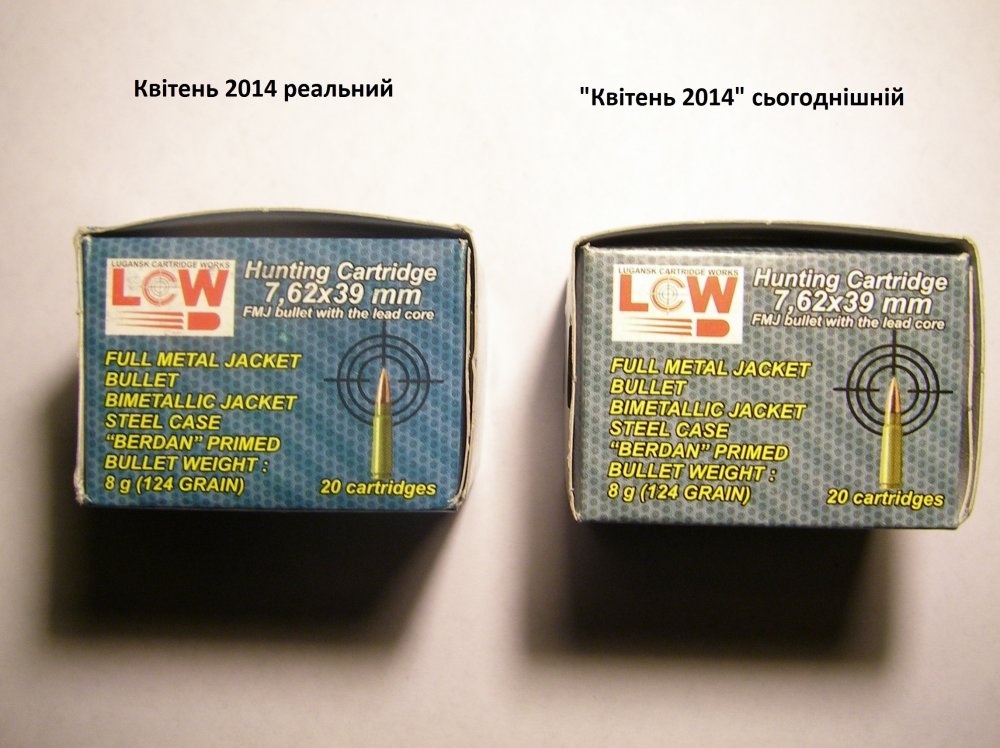 Квітень 2014 реальний
"Квітень 2014" сьогоднішній
LUGANSK CARTRIDGE WORKS
LCW
Hunting Cartridge
7,62x39 mm
FMJ bullet with the lead core
FULL METAL JACKET
BULLET
BIMETALLIC JACKET
STEEL CASE
“BERDAN” PRIMED
BULLET WEIGHT :
8 g (124 GRAIN)
20 cartridges
LUGANSK CARTRIDGE WORKS
LCW
Hunting Cartridge
7,62x39 mm
FMJ bullet with the lead core
FULL METAL JACKET
BULLET
BIMETALLIC JACKET
STEEL CASE
“BERDAN” PRIMED
BULLET WEIGHT :
8 g (124 GRAIN)
20 cartridges